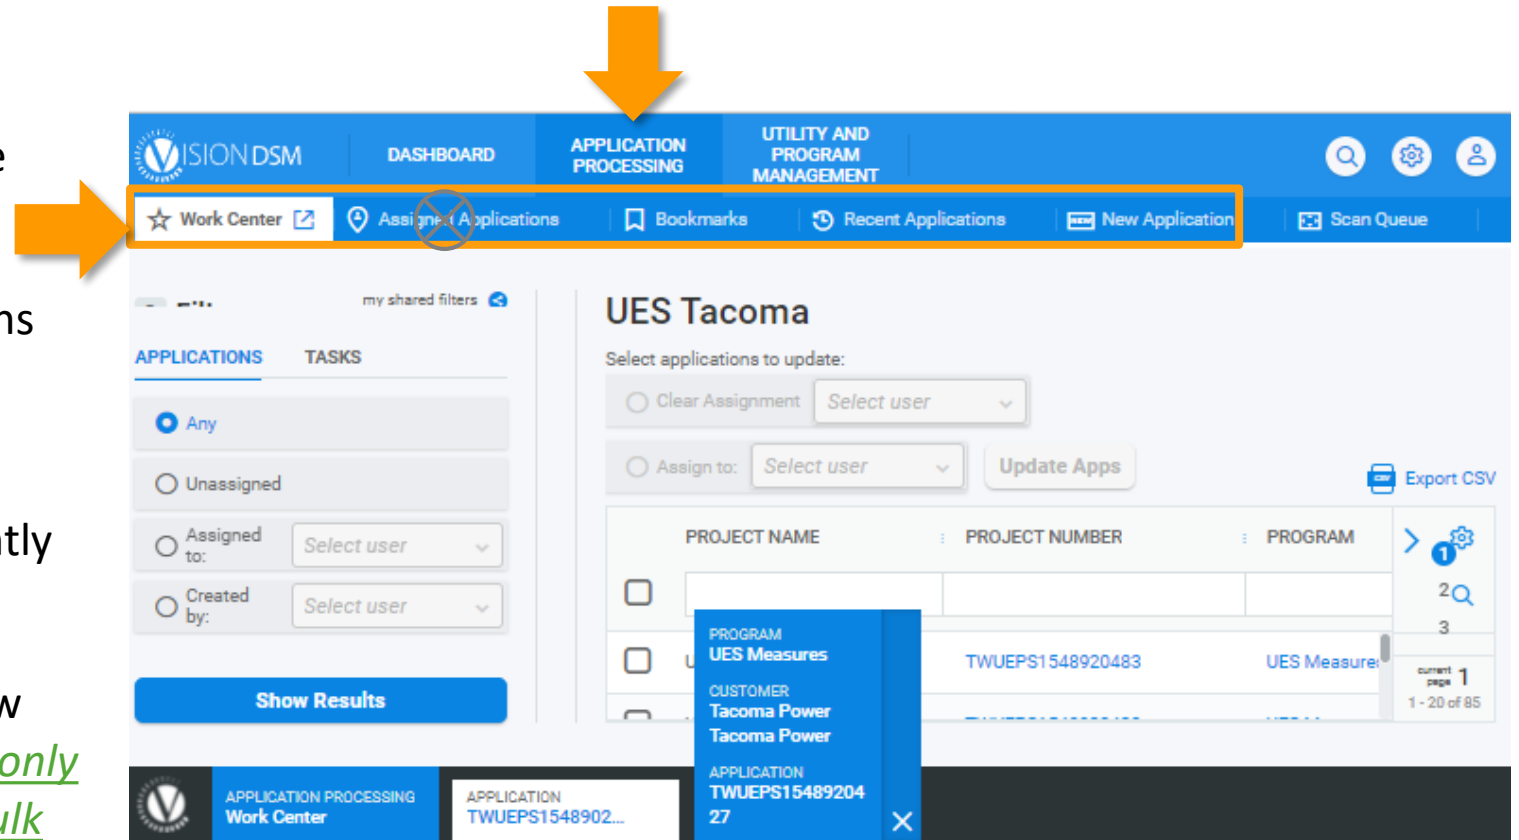 VISION DSM
DASHBOARD
APPLICATION
PROCESSING
UTILITY AND
PROGRAM
MANAGEMENT
Work Center
Assigned Applications
Bookmarks
Recent Applications
New Application
Scan Queue
my shared filters
APPLICATIONS TASKS
Any
Unassigned
Assigned
to:
Select user
Created
by:
Select user
Show Results
UES Tacoma
Select applications to update:
Clear Assignment
Select user
Assign to:
Select user
Update Apps
Export CSV
PROJECT NAME
PROJECT NUMBER
PROGRAM
1
2
3
TWUEPS1548920483
UES Measure
current
page 1
1 - 20 of 85
PROGRAM
UES Measures
CUSTOMER
Tacoma Power
Tacoma Power
APPLICATION
TWUEPS15489204
27
APPLICATION PROCESSING
Work Center
APPLICATION
TWUEPS1548902...
only